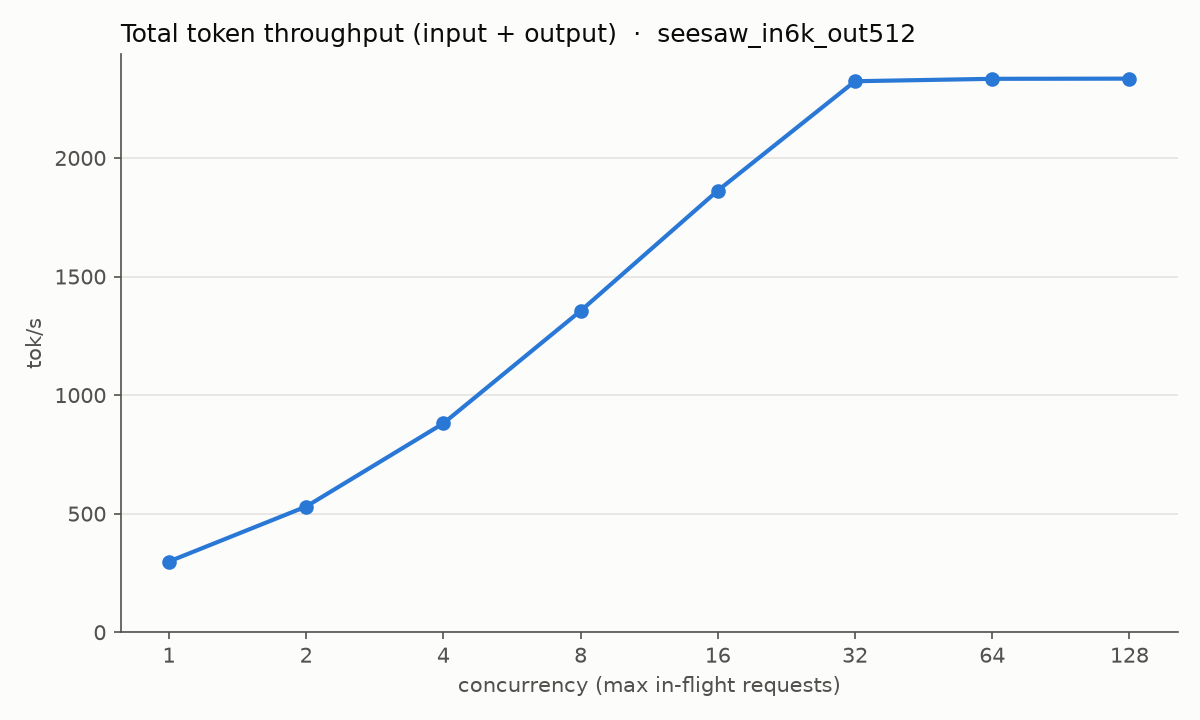 Total token throughput (input + output)  ·  seesaw_in6k_out512
tok/s
2000
1500
1000
500
0
1 2 4 8 16 32 64 128
concurrency (max in-flight requests)